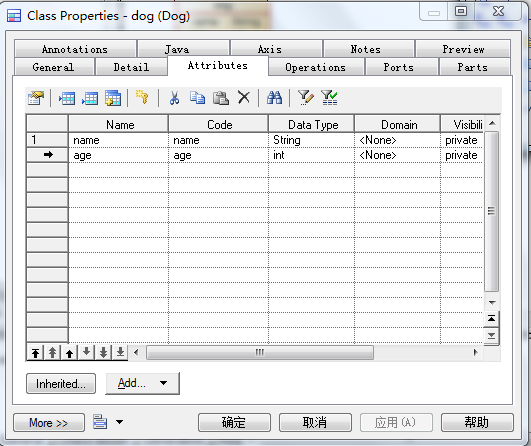 Class Properties - dog (Dog)
Annotations Java Axis Notes Preview
General Detail Attributes Operations Ports Parts
Name Code Data Type Domain Visibili
1 name name String <None> private
age age int <None> private
Inherited... Add...
More >> 确定 取消 应用(A) 帮助